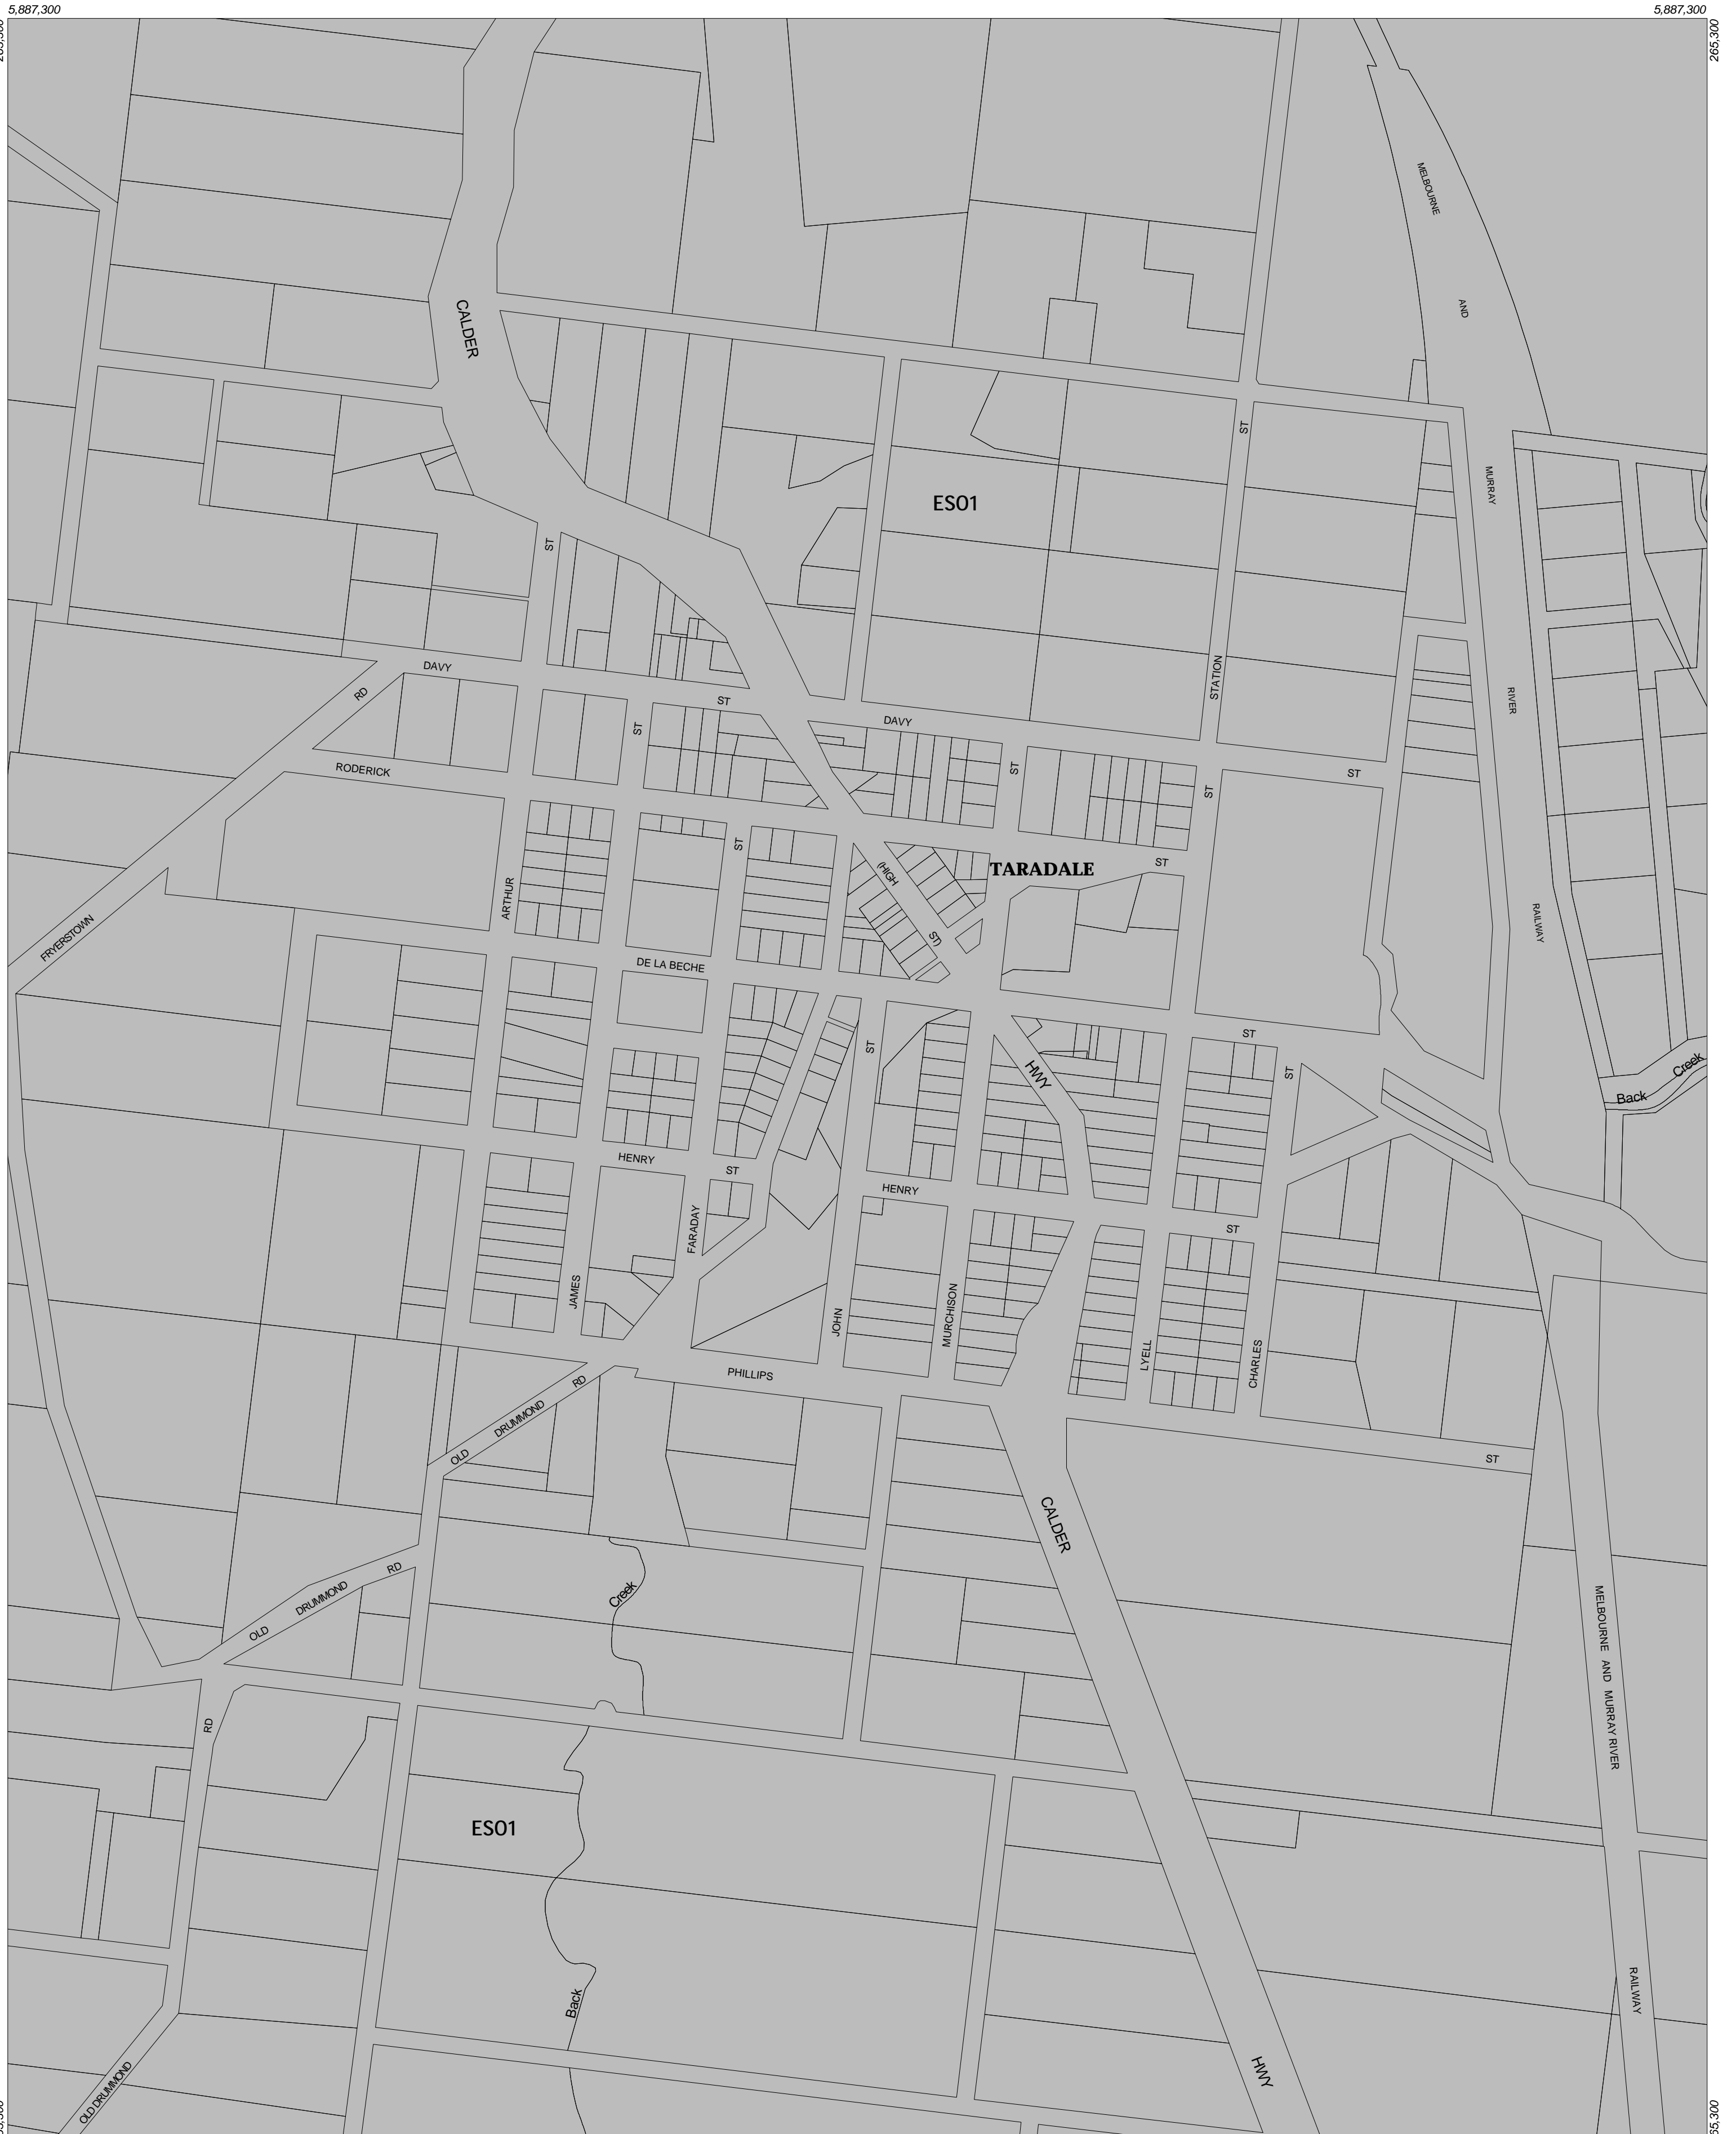 5,887,300
5,887,300
265,300
MELBOURNE
AND
CALDER
ST
MURRAY
ES01
ST
DAVY
RD
STATION
RIVER
ST
DAVY
ST
RODERICK
ST
ST
ST
ST
ST
TARADALE
(HIGH
ARTHUR
RAILWAY
FRYERSTOWN
ST)
DE LA BECHE
ST
ST
HWY
ST
Creek
Back
HENRY
ST
HENRY
FARADAY
ST
JAMES
JOHN
MURCHISON
LYELL
CHARLES
PHILLIPS
RD
DRUMMOND
OLD
ST
CALDER
RD
DRUMMOND
OLD
Creek
MELBOURNE AND MURRAY RIVER
RD
ES01
RAILWAY
Back
HWY
OLD DRUMMOND